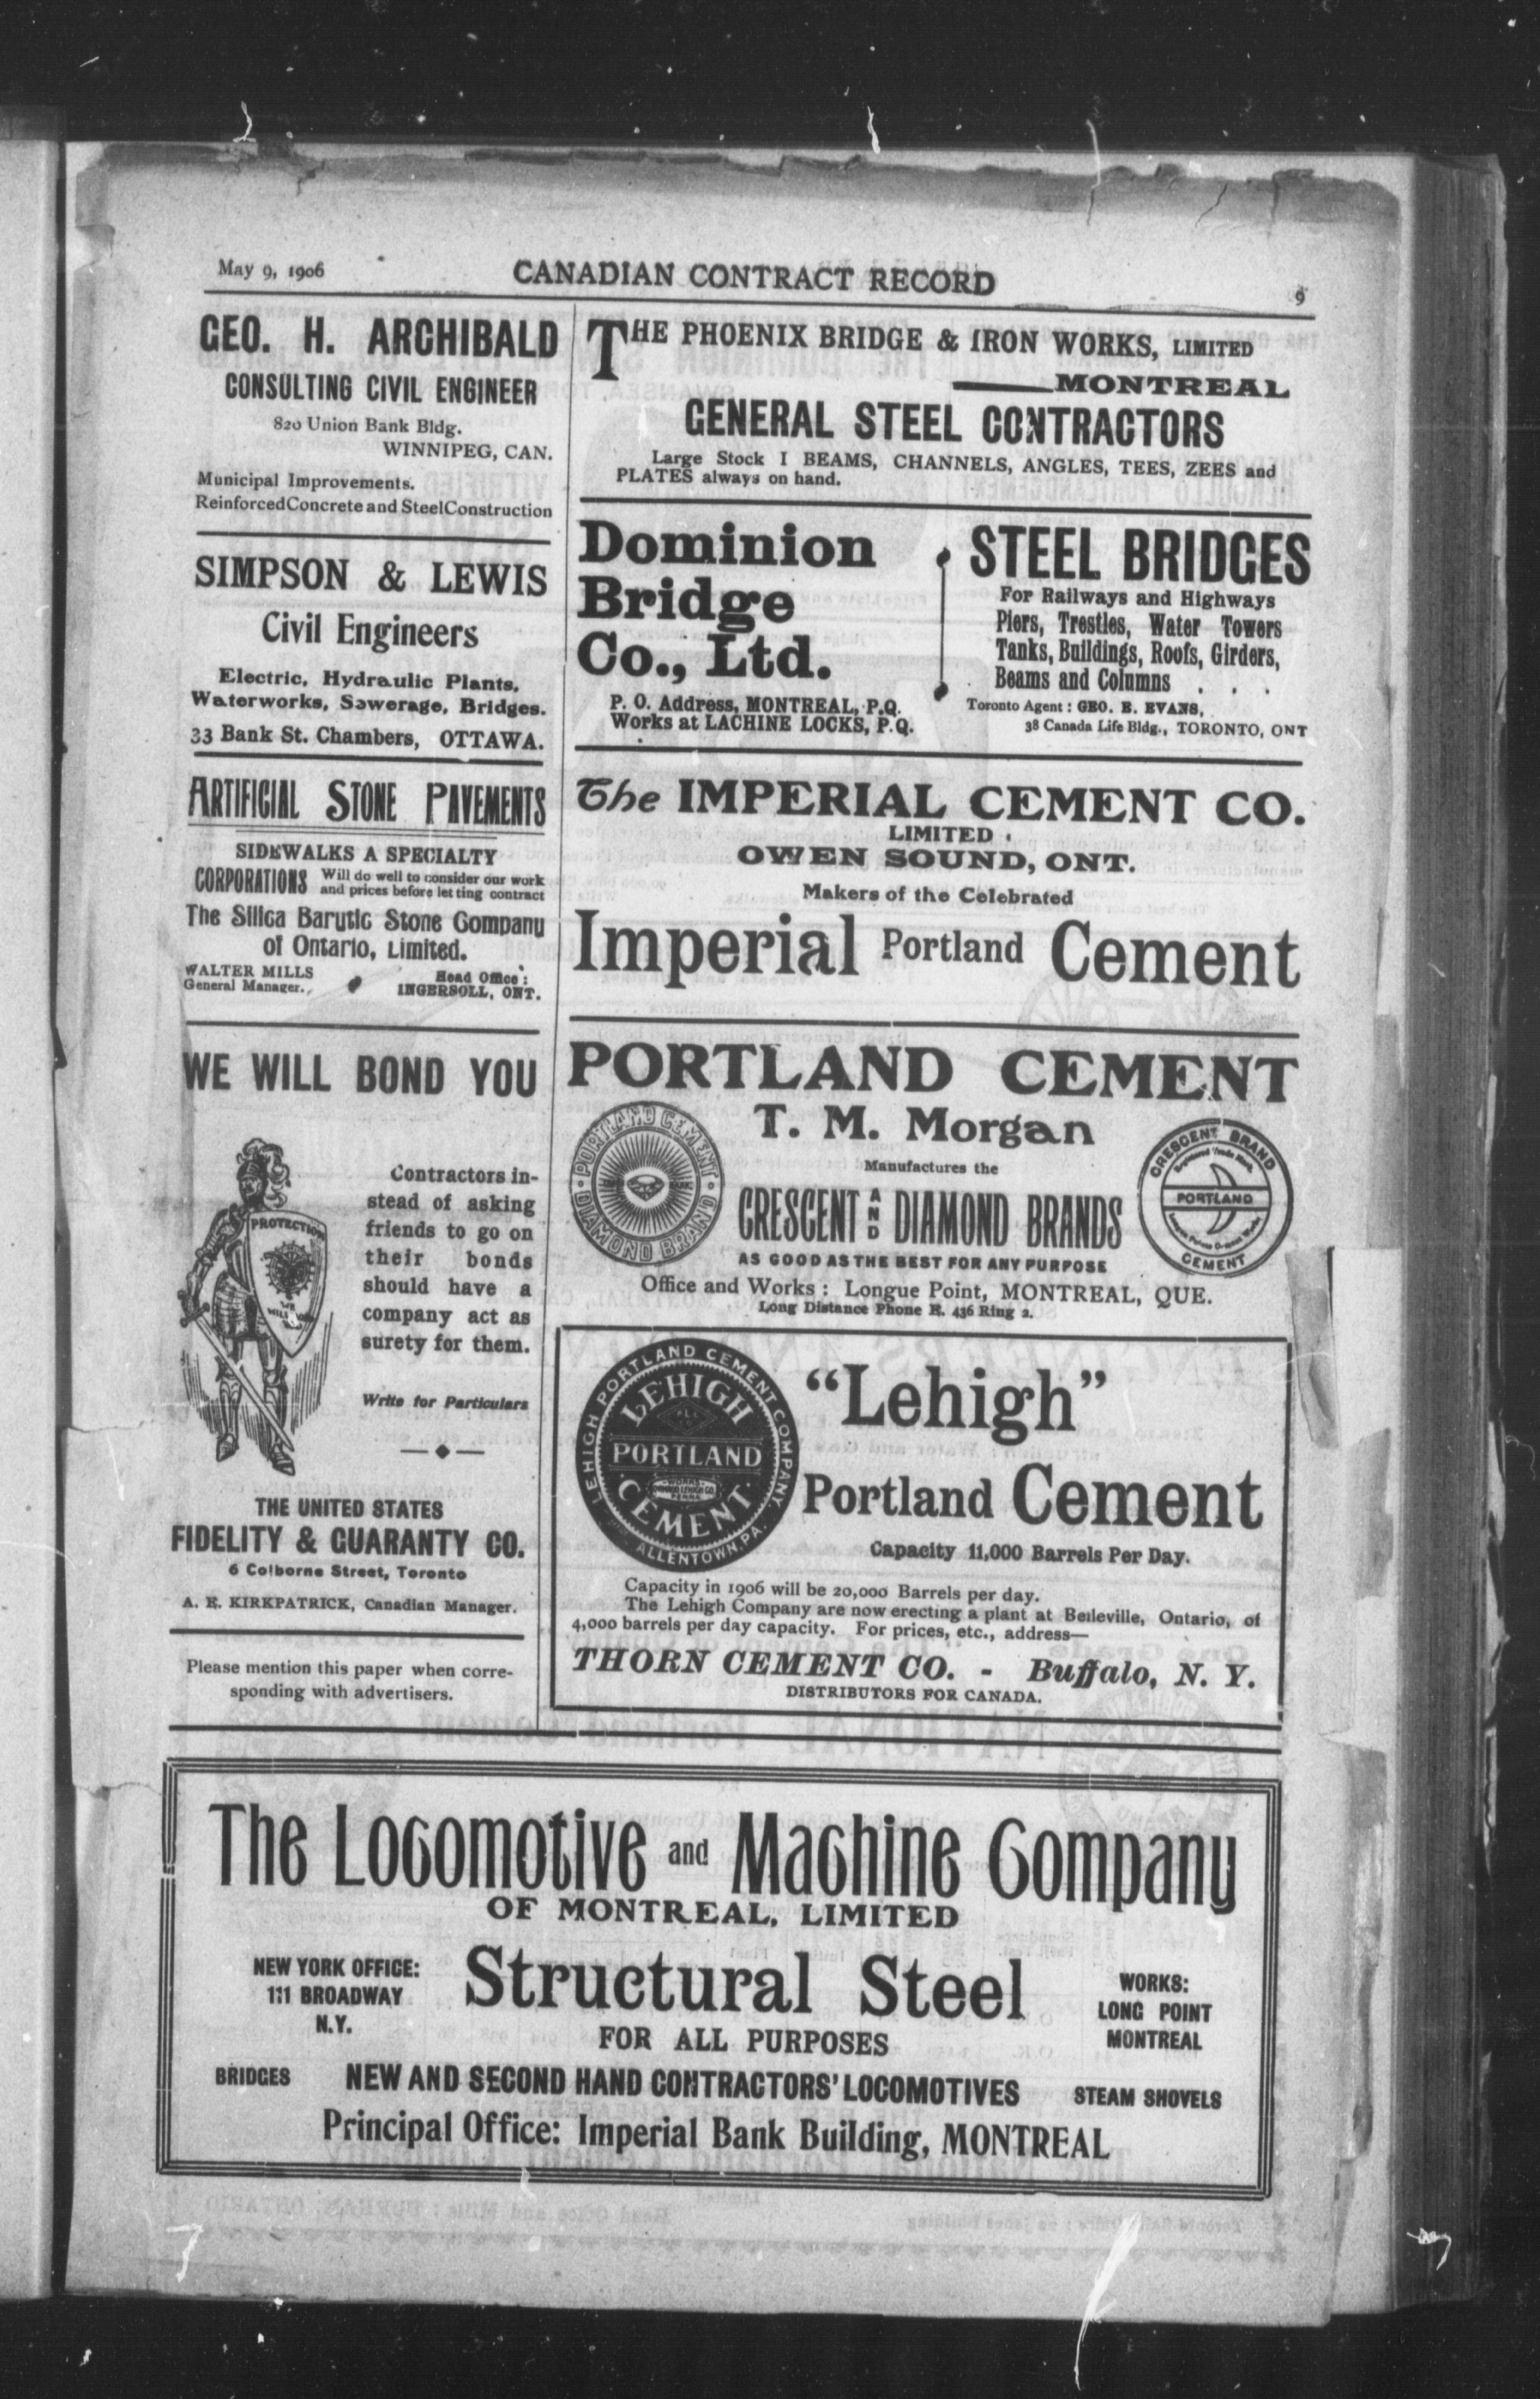 May 9, 1906
CANADIAN CONTRACT RECORD
9
GEO. H. ARCHIBALD
CONSULTING CIVIL ENGINEER
820 Union Bank Bldg.
WINNIPEG, CAN.
Municipal Improvements.
Reinforced Concrete and Steel Construction
SIMPSON & LEWIS
Civil Engineers
Electric, Hydraulic Plants,
Waterworks, Sewerage, Bridges.
33 Bank St. Chambers, OTTAWA.
ARTIFICIAL STONE PAVEMENTS
SIDEWALKS A SPECIALTY
CORPORATIONS Will do well to consider our work
and prices before letting contract
The Silica Barytic Stone Company
of Ontario, Limited.
WALTER MILLS
General Manager.
Head Office:
INGERSOLL, ONT.
WE WILL BOND YOU
PROTECTION
WE
WILL
Contractors in-
stead of asking
friends to go on
their bonds
should have a
company act as
surety for them.
Write for Particulars
THE UNITED STATES
FIDELITY & GUARANTY CO.
6 Colborne Street, Toronto
A. E. KIRKPATRICK, Canadian Manager.
Please mention this paper when corre-
sponding with advertisers.
THE PHOENIX BRIDGE & IRON WORKS, LIMITED
MONTREAL
GENERAL STEEL CONTRACTORS
Large Stock I BEAMS, CHANNELS, ANGLES, TEES, ZEES and
PLATES always on hand.
Dominion
Bridge
Co., Ltd.
P. O. Address, MONTREAL, P.Q.
Works at LACHINE LOCKS, P.Q.
STEEL BRIDGES
For Railways and Highways
Piers, Trestles, Water Towers
Tanks, Buildings, Roofs, Girders,
Beams and Columns . . .
Toronto Agent: GEO. E. EVANS,
38 Canada Life Bldg., TORONTO, ONT
The IMPERIAL CEMENT CO.
LIMITED
OWEN SOUND, ONT.
Makers of the Celebrated
Imperial Portland Cement
PORTLAND CEMENT
PORTLAND CEMENT
DIAMOND BRAND
T. M. Morgan
Manufactures the
CRESCENT AND DIAMOND BRANDS
AS GOOD AS THE BEST FOR ANY PURPOSE
CRESCENT BRAND
PORTLAND
CEMENT
Office and Works: Longue Point, MONTREAL, QUE.
Long Distance Phone E. 436 Ring 2.
LEHIGH PORTLAND CEMENT COMPANY.
ALLENTOWN, PA.
LEHIGH
PORTLAND
CEMENT.
"Lehigh"
Portland Cement
Capacity 11,000 Barrels Per Day.
Capacity in 1906 will be 20,000 Barrels per day.
The Lehigh Company are now erecting a plant at Belleville, Ontario, of
4,000 barrels per day capacity. For prices, etc., address—
THORN CEMENT CO. - Buffalo, N. Y.
DISTRIBUTORS FOR CANADA.
The Locomotive and Machine Company
OF MONTREAL, LIMITED
NEW YORK OFFICE:
111 BROADWAY
N.Y.
Structural Steel
FOR ALL PURPOSES
WORKS:
LONG POINT
MONTREAL
BRIDGES
NEW AND SECOND HAND CONTRACTORS' LOCOMOTIVES
STEAM SHOVELS
Principal Office: Imperial Bank Building, MONTREAL